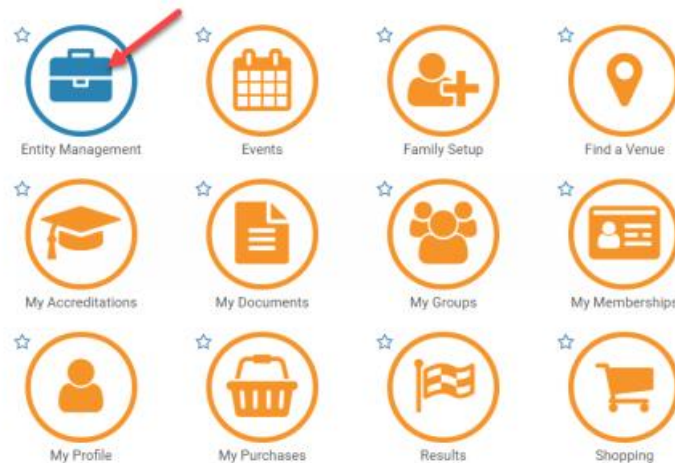 Entity Management
Events
Family Setup
Find a Venue
My Accreditations
My Documents
My Groups
My Memberships
My Profile
My Purchases
Results
Shopping